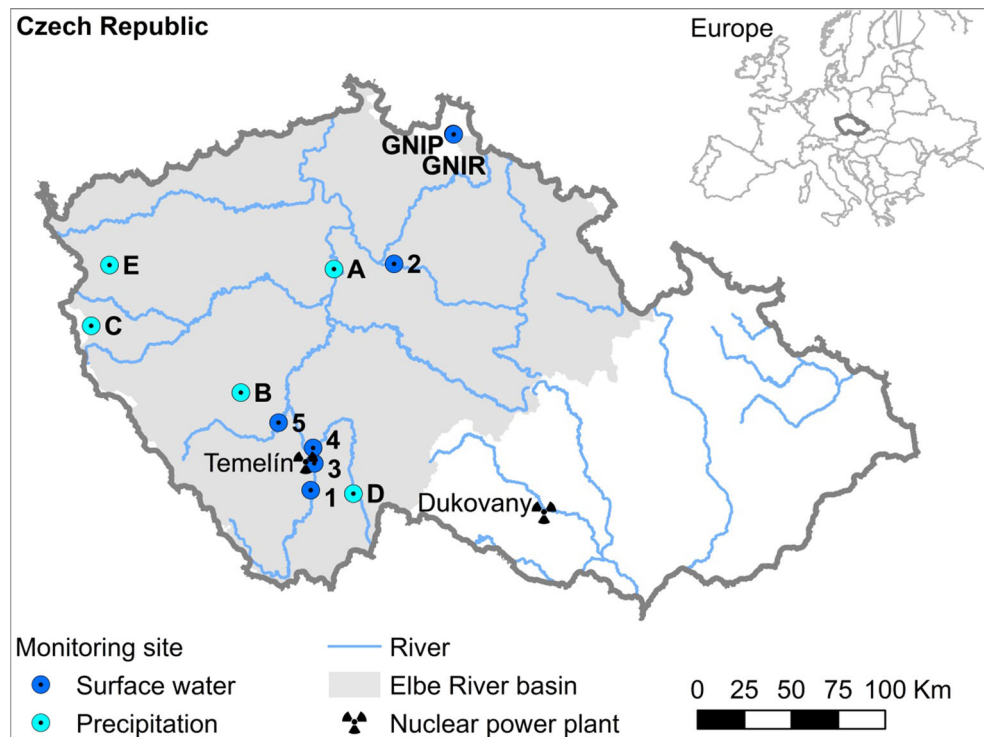 Czech Republic
Europe
GNIP
GNIR
E
A
2
C
B
5
4
Temelín
3
1
D
Dukovany
Monitoring site
River
Surface water
Elbe River basin
0 25 50 75 100 Km
Precipitation
Nuclear power plant